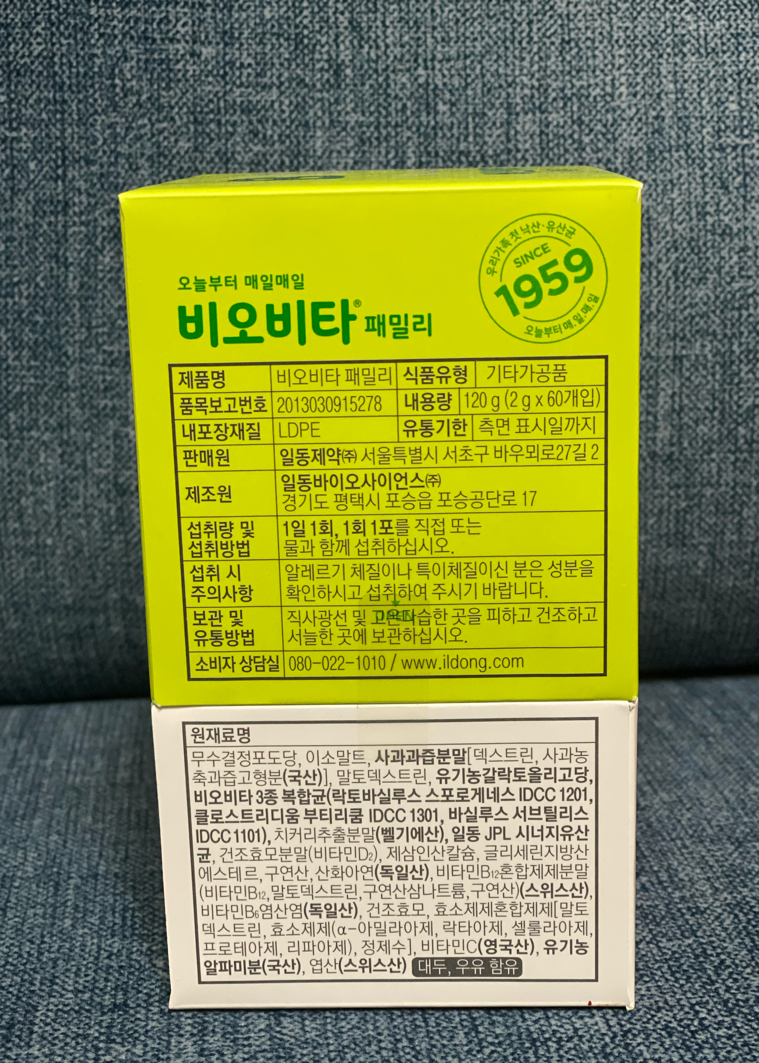 우리가족 첫 낙산·유산균
SINCE
1959
오늘부터 매.일.매.일
오늘부터 매일매일
비오비타® 패밀리
제품명 비오비타 패밀리 식품유형 기타가공품
품목보고번호 2013030915278 내용량 120 g (2 g x 60개입)
내포장재질 LDPE 유통기한 측면 표시일까지
판매원 일동제약㈜ 서울특별시 서초구 바우뫼로27길 2
제조원 일동바이오사이언스㈜
경기도 평택시 포승읍 포승공단로 17
섭취량 및 섭취방법 1일 1회, 1회 1포를 직접 또는
물과 함께 섭취하십시오.
섭취 시 주의사항 알레르기 체질이나 특이체질이신 분은 성분을
확인하시고 섭취하여 주시기 바랍니다.
보관 및 유통방법 직사광선 및 고온다습한 곳을 피하고 건조하고
서늘한 곳에 보관하십시오.
소비자 상담실 080-022-1010 / www.ildong.com
원재료명
무수결정포도당, 이소말트, 사과과즙분말[덱스트린, 사과농
축과즙고형분(국산)], 말토덱스트린, 유기농갈락토올리고당,
비오비타 3종 복합균(락토바실루스 스포로게네스 IDCC 1201,
클로스트리디움 부티리쿰 IDCC 1301, 바실루스 서브틸리스
IDCC 1101), 치커리추출분말(벨기에산), 일동 JPL 시너지유산
균, 건조효모분말(비타민D₂), 제삼인산칼슘, 글리세린지방산
에스테르, 구연산, 산화아연(독일산), 비타민B₁₂혼합제제분말
(비타민B₁₂, 말토덱스트린, 구연산삼나트륨, 구연산)(스위스산),
비타민B₆염산염(독일산), 건조효모, 효소제제혼합제제[말토
덱스트린, 효소제제(α-아밀라아제, 락타아제, 셀룰라아제,
프로테아제, 리파아제), 정제수], 비타민C(영국산), 유기농
알파미분(국산), 엽산(스위스산) 대두, 우유 함유